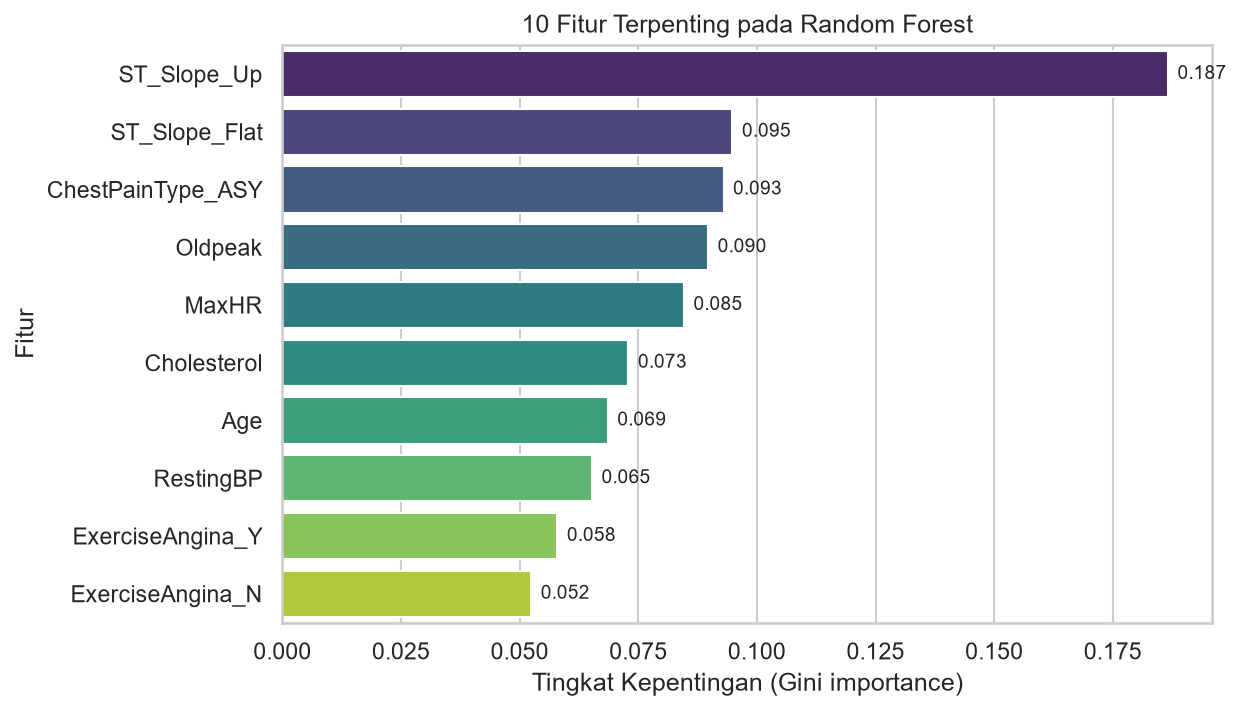 10 Fitur Terpenting pada Random Forest
ST_Slope_Up
0.187
ST_Slope_Flat
0.095
ChestPainType_ASY
0.093
Oldpeak
0.090
MaxHR
0.085
Cholesterol
0.073
Age
0.069
RestingBP
0.065
ExerciseAngina_Y
0.058
ExerciseAngina_N
0.052
Fitur
0.000 0.025 0.050 0.075 0.100 0.125 0.150 0.175
Tingkat Kepentingan (Gini importance)